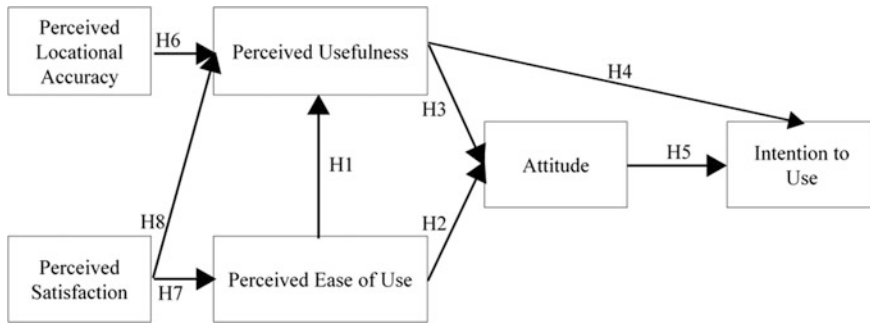 Perceived
Locational
Accuracy
H6
Perceived Usefulness
H4
H3
H1
Attitude
H5
Intention to
Use
H8
H2
Perceived
Satisfaction
H7
Perceived Ease of Use